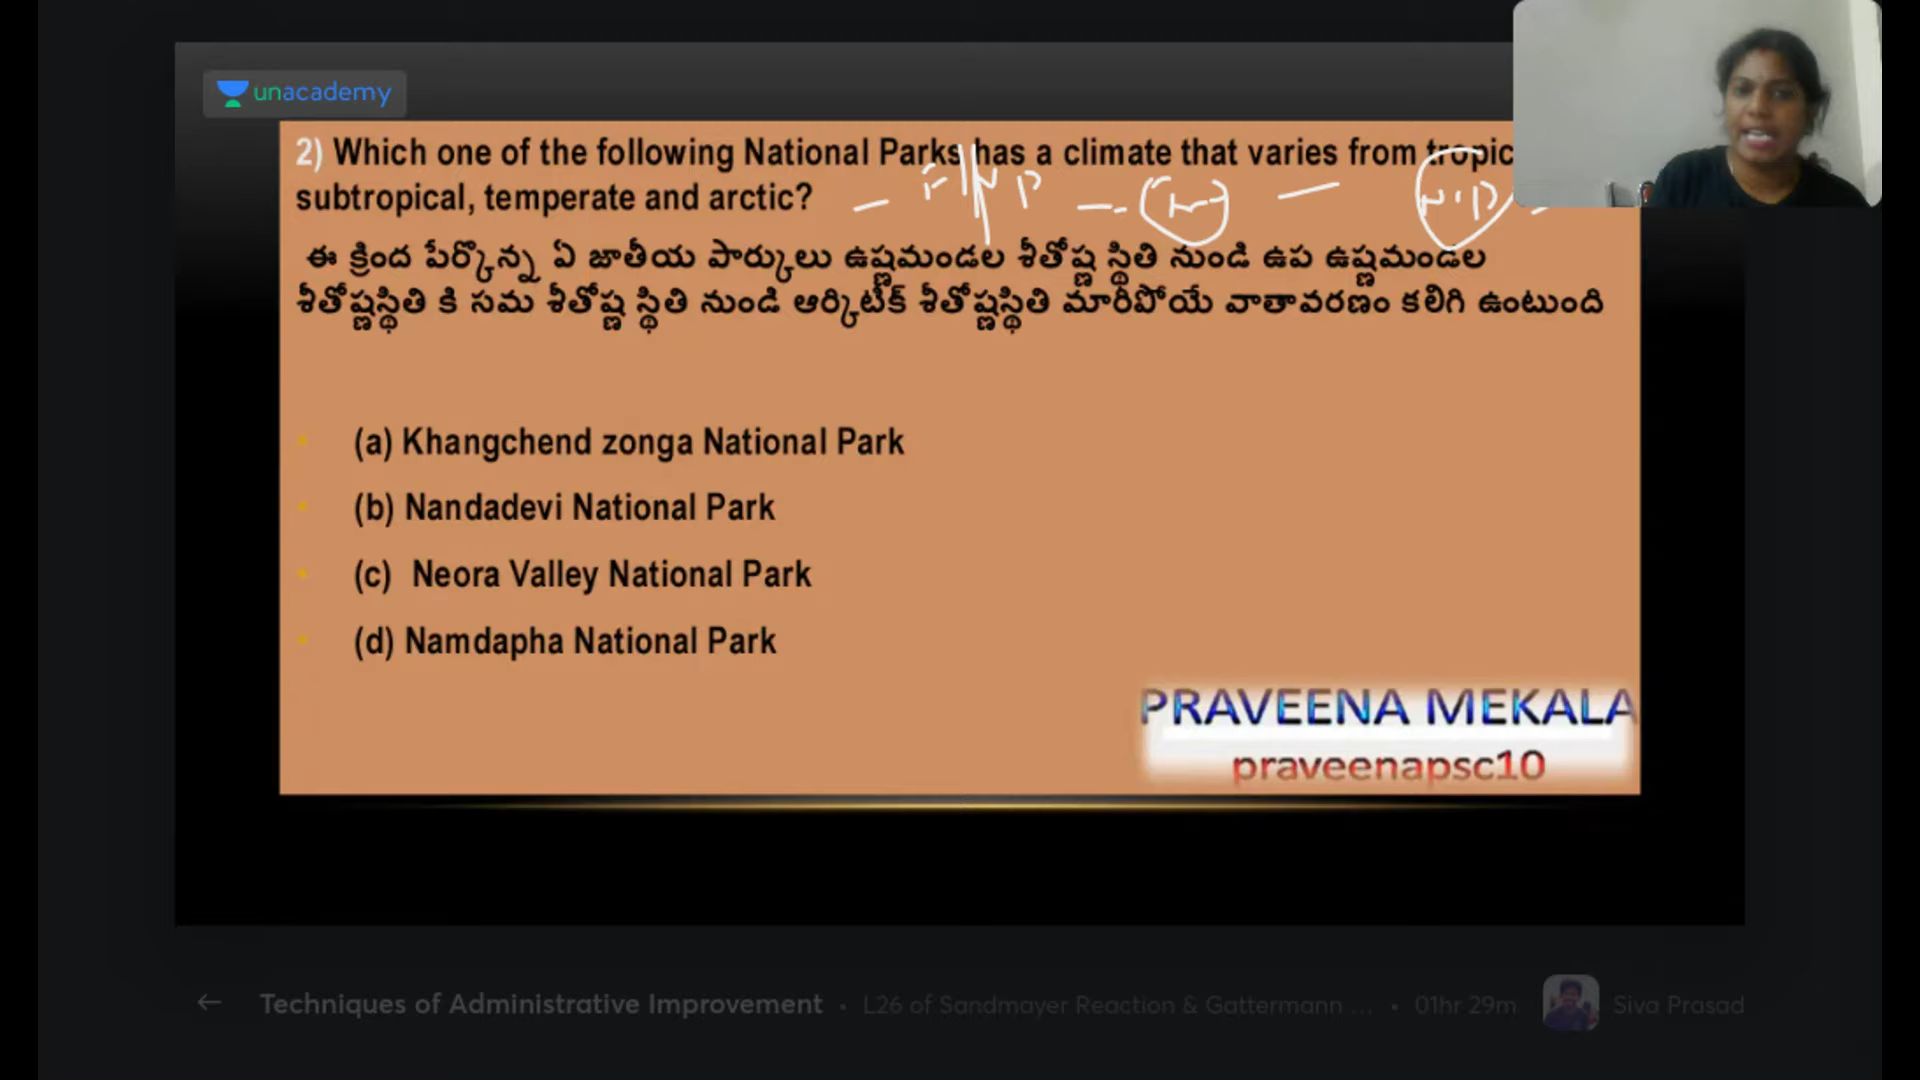 unacademy
2) Which one of the following National Parks has a climate that varies from tropic
subtropical, temperate and arctic?
ఈ క్రింద పేర్కొన్న ఏ జాతీయ పార్కులు ఉష్ణమండల శీతోష్ణ స్థితి నుండి ఉప ఉష్ణమండల
శీతోష్ణస్థితి కి సమ శీతోష్ణ స్థితి నుండి ఆర్కిటిక్ శీతోష్ణస్థితి మారిపోయే వాతావరణం కలిగి ఉంటుంది
(a) Khangchend zonga National Park
(b) Nandadevi National Park
(c) Neora Valley National Park
(d) Namdapha National Park
PRAVEENA MEKALA
praveenapsc10
← Techniques of Administrative Improvement • L26 of Sandmayer Reaction & Gattermann ... • 01hr 29m Siva Prasad